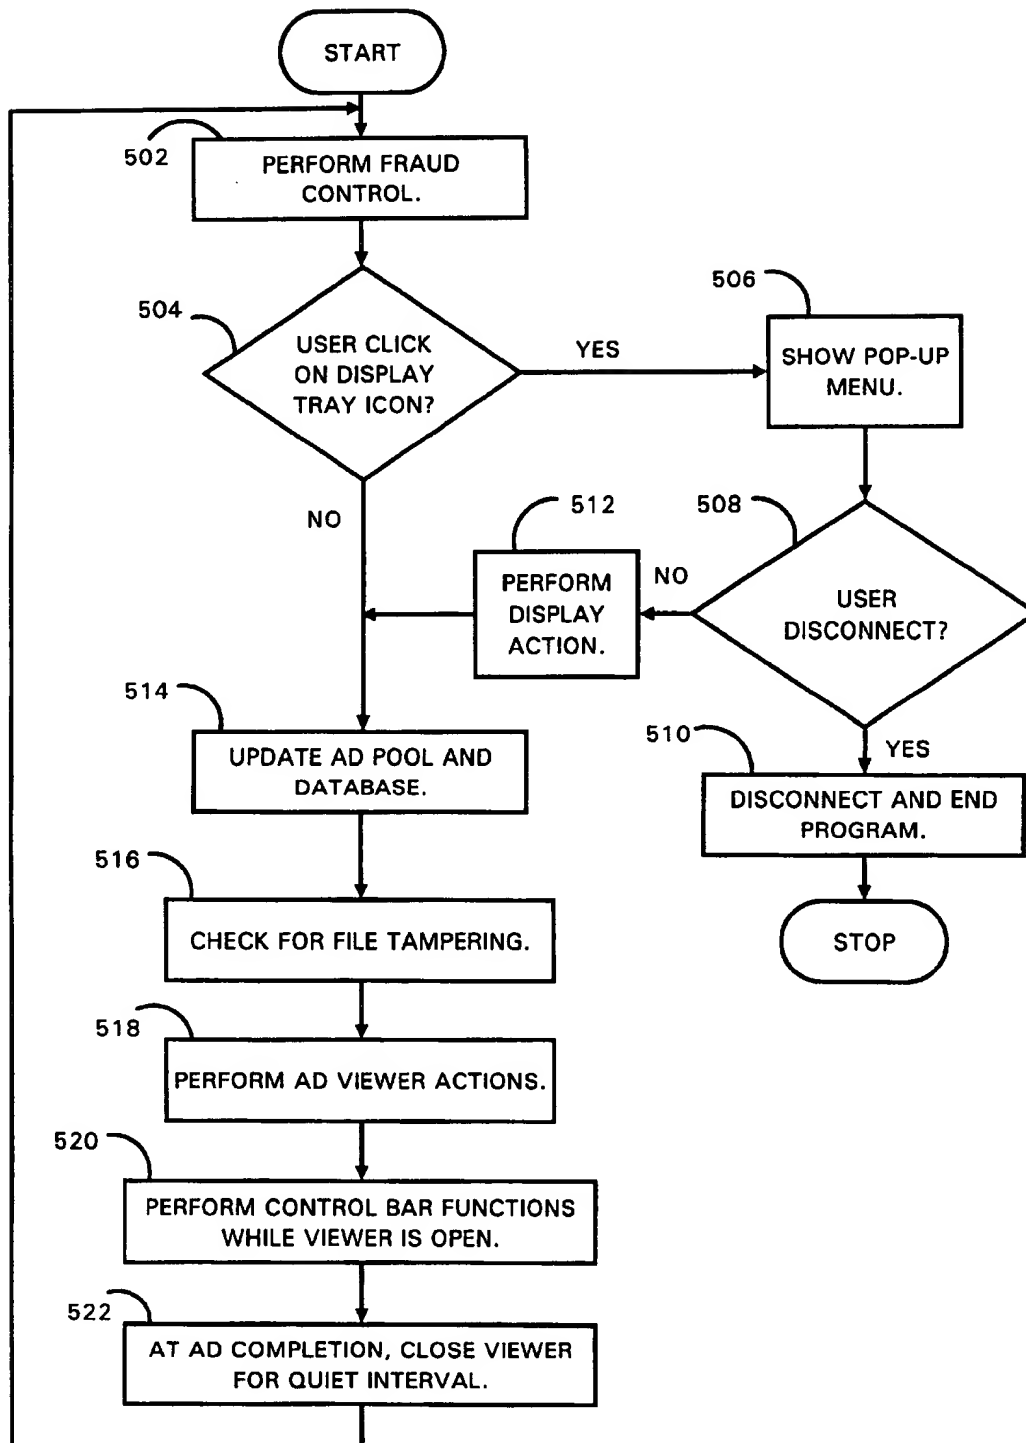 START
502
PERFORM FRAUD
CONTROL.
504
USER CLICK
ON DISPLAY
TRAY ICON?
YES
506
SHOW POP-UP
MENU.
NO
508
USER
DISCONNECT?
NO
512
PERFORM
DISPLAY
ACTION.
YES
510
DISCONNECT AND END
PROGRAM.
STOP
514
UPDATE AD POOL AND
DATABASE.
516
CHECK FOR FILE TAMPERING.
518
PERFORM AD VIEWER ACTIONS.
520
PERFORM CONTROL BAR FUNCTIONS
WHILE VIEWER IS OPEN.
522
AT AD COMPLETION, CLOSE VIEWER
FOR QUIET INTERVAL.